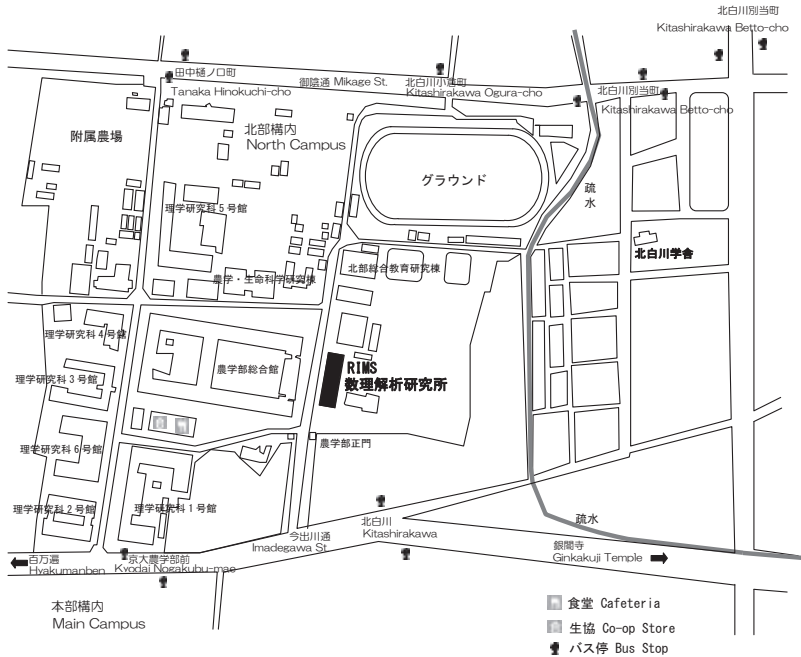 北白川別当町
Kitashirakawa Betto-cho
田中樋ノ口町
Tanaka Hinokuchi-cho
御蔭通 Mikage St.
北白川小倉町
Kitashirakawa Ogura-cho
北白川別当町
Kitashirakawa Betto-cho
附属農場
北部構内
North Campus
グラウンド
疏水
理学研究科5号館
北白川学舎
農学・生命科学研究棟
北部総合教育研究棟
理学研究科4号館
理学研究科3号館
農学部総合館
RIMS
数理解析研究所
理学研究科6号館
農学部正門
理学研究科2号館
理学研究科1号館
北白川
Kitashirakawa
疏水
今出川通
Imadegawa St.
百万遍
Hyakumanben
京大農学部前
Kyodai Nogakubu-mae
銀閣寺
Ginkakuji Temple
本部構内
Main Campus
食堂 Cafeteria
生協 Co-op Store
バス停 Bus Stop